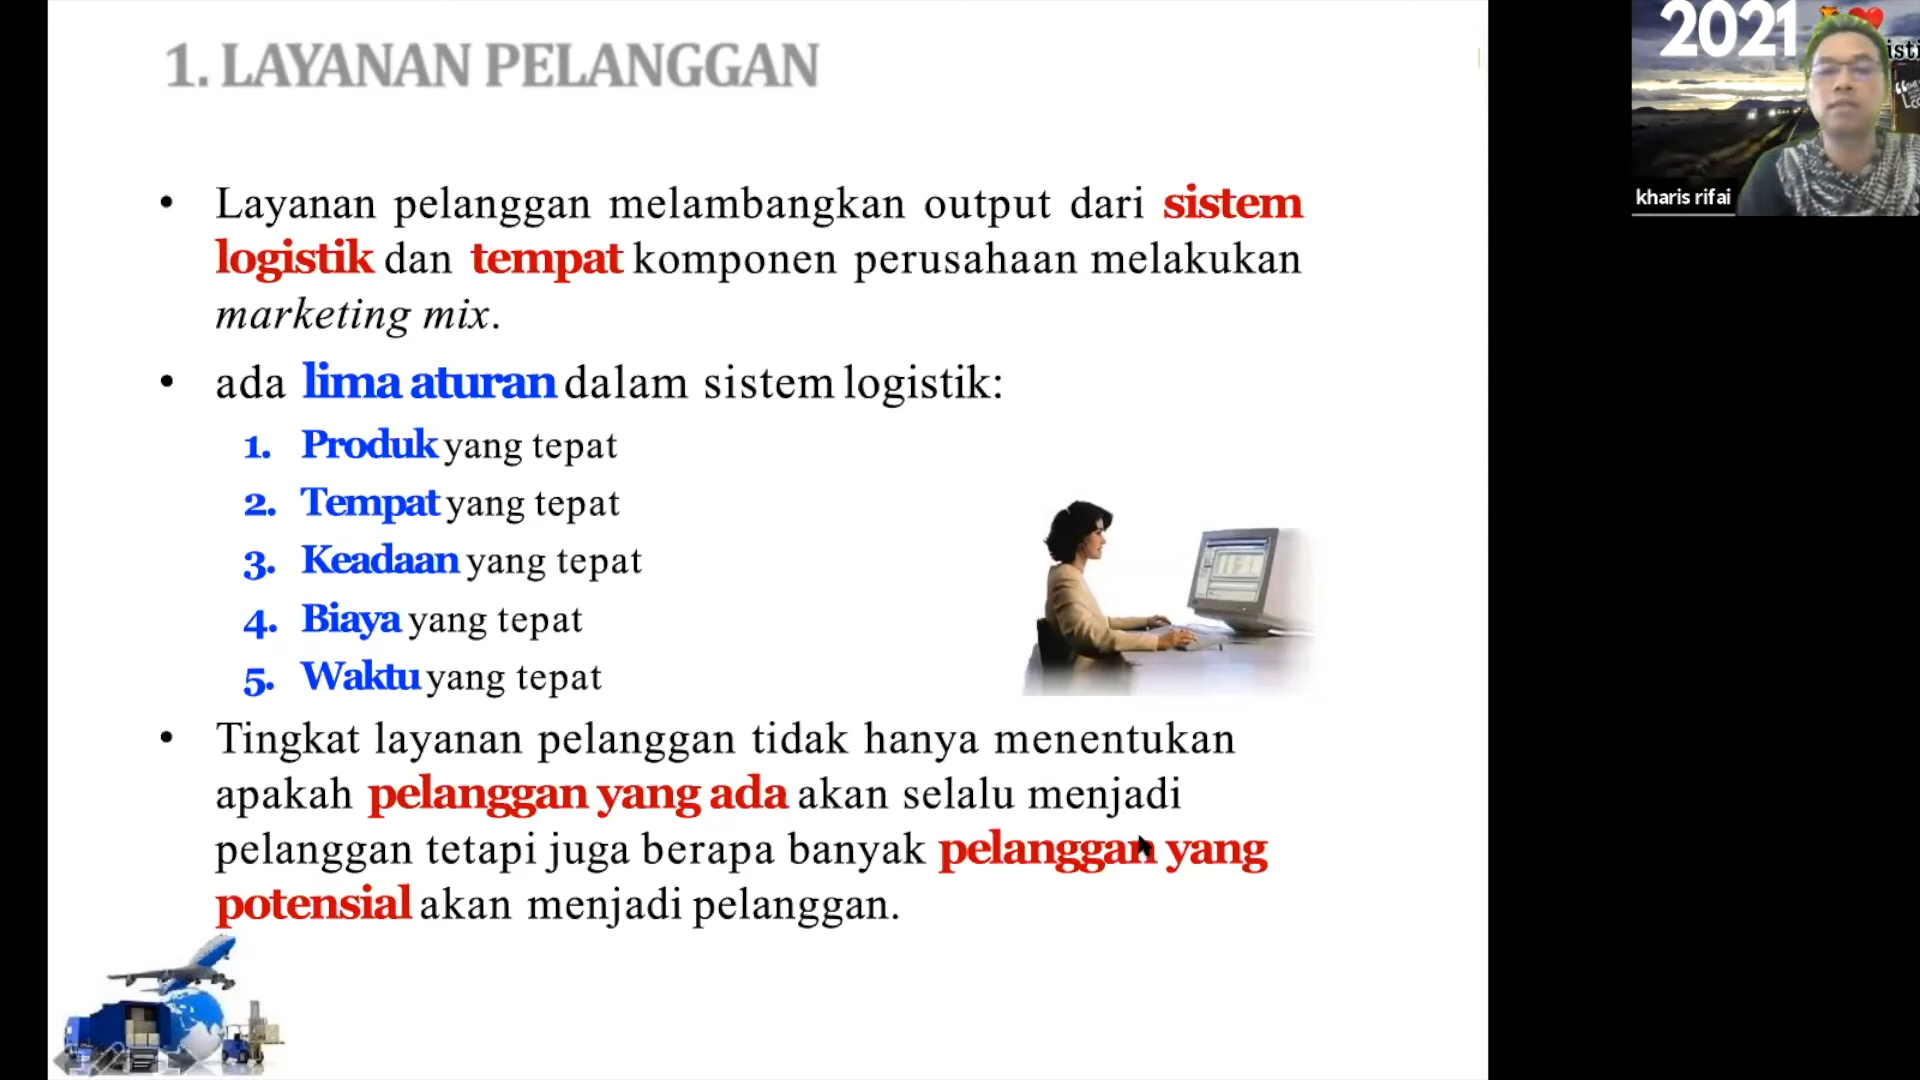 1. LAYANAN PELANGGAN
• Layanan pelanggan melambangkan output dari sistem
logistik dan tempat komponen perusahaan melakukan
marketing mix.
• ada lima aturan dalam sistem logistik:
1. Produk yang tepat
2. Tempat yang tepat
3. Keadaan yang tepat
4. Biaya yang tepat
5. Waktu yang tepat
• Tingkat layanan pelanggan tidak hanya menentukan
apakah pelanggan yang ada akan selalu menjadi
pelanggan tetapi juga berapa banyak pelanggan yang
potensial akan menjadi pelanggan.
2021
kharis rifai